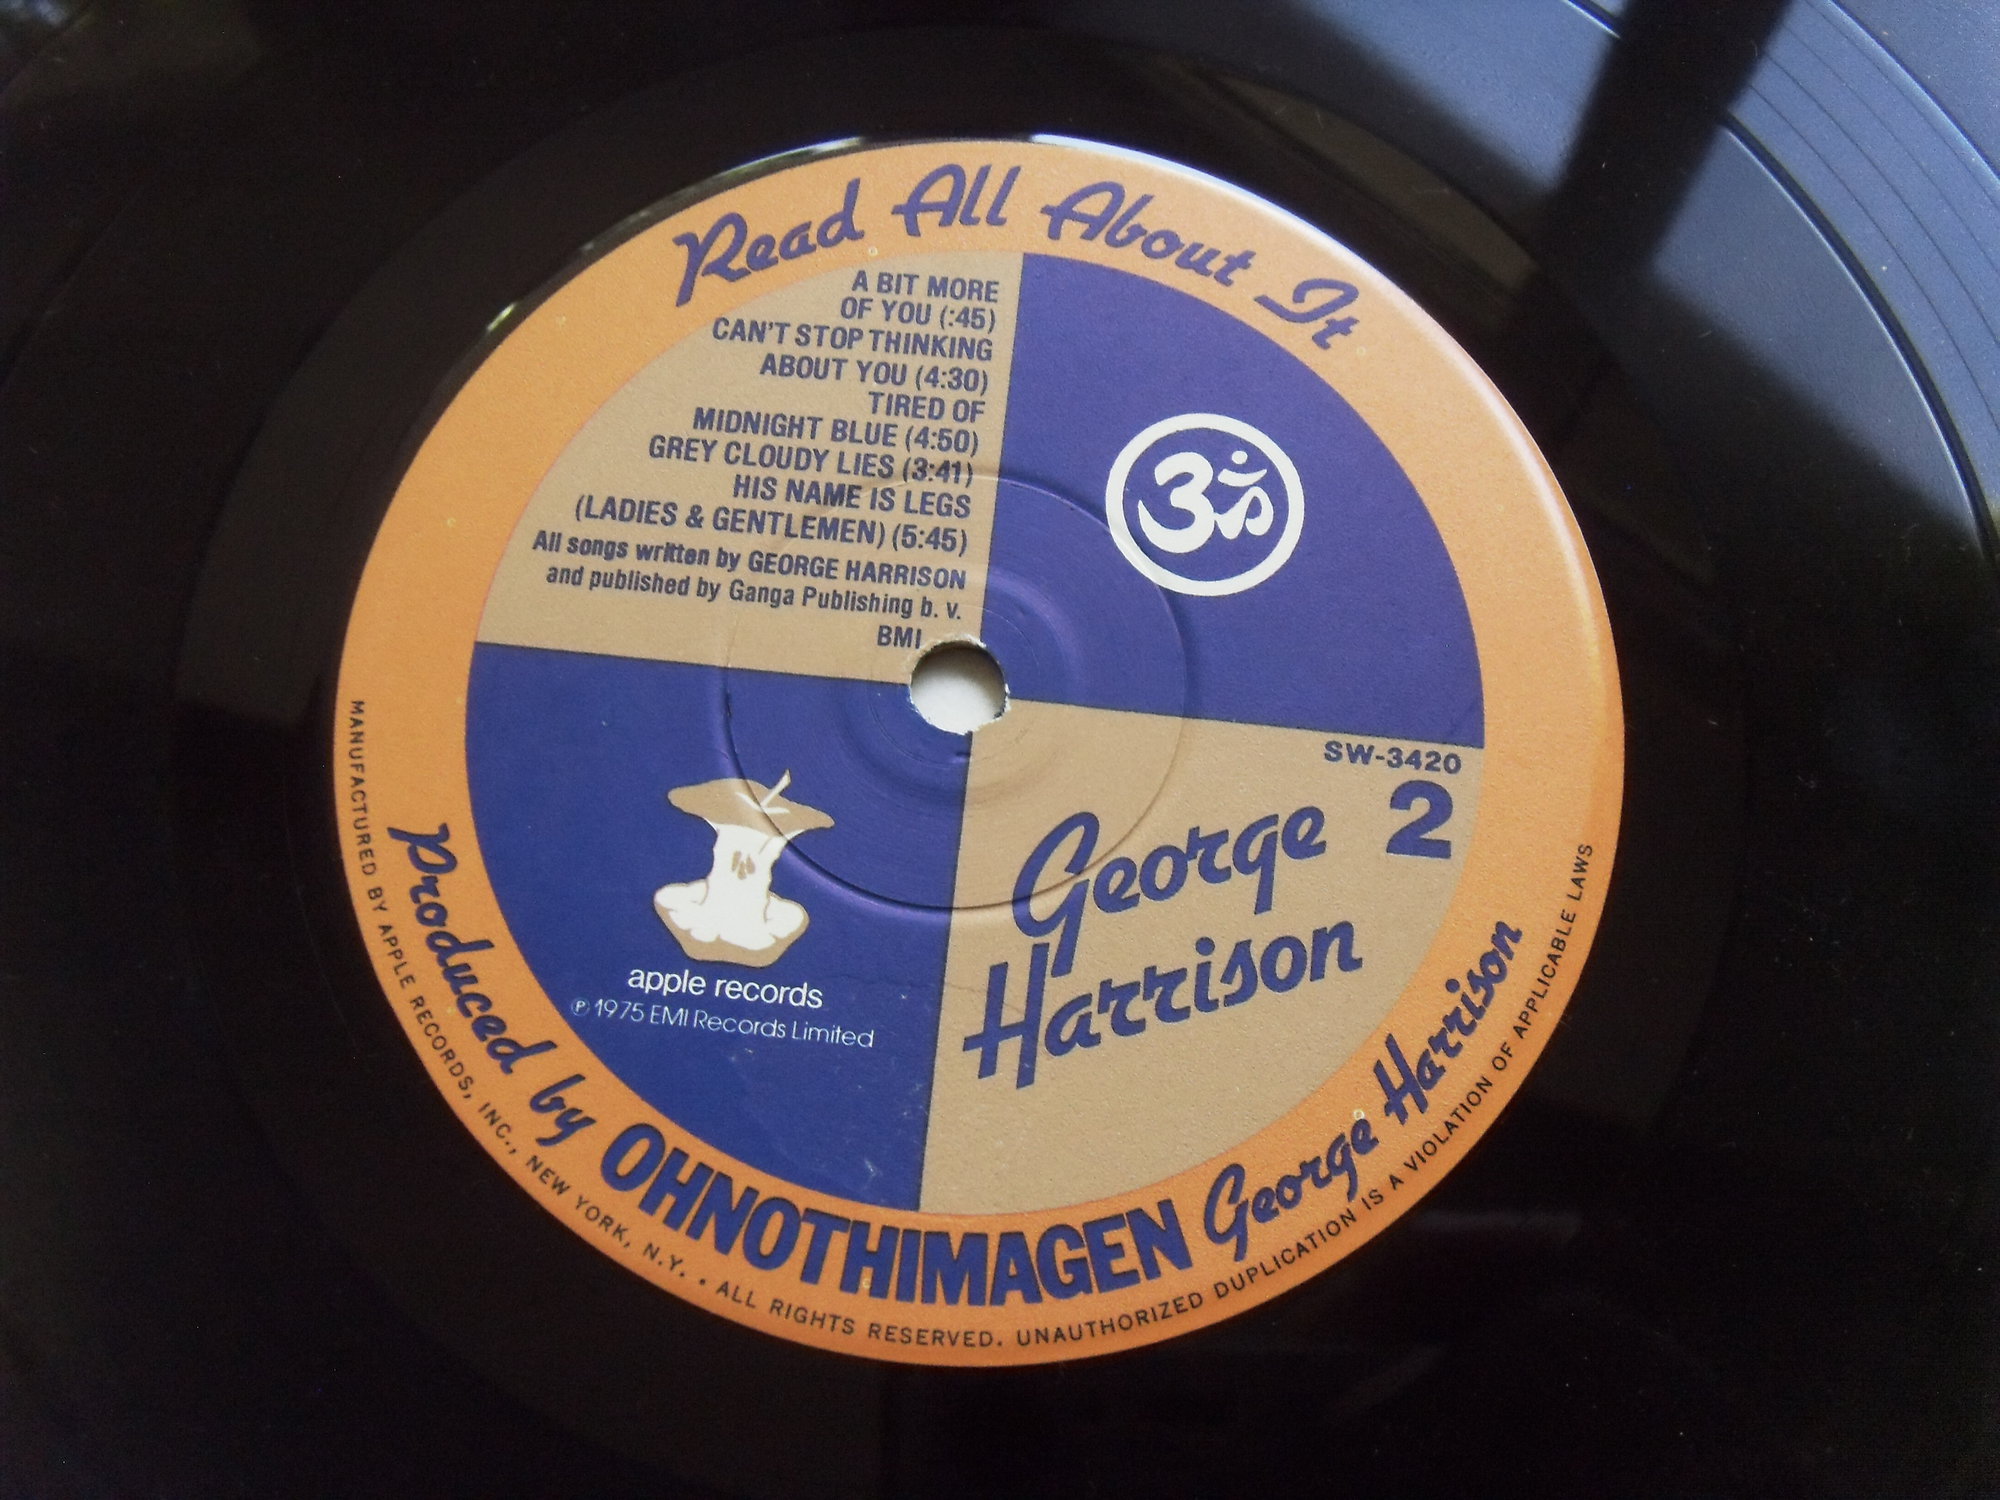 Read All About It
A BIT MORE
OF YOU (:45)
CAN'T STOP THINKING
ABOUT YOU (4:30)
TIRED OF
MIDNIGHT BLUE (4:50)
GREY CLOUDY LIES (3:41)
HIS NAME IS LEGS
(LADIES & GENTLEMEN) (5:45)
All songs written by GEORGE HARRISON
and published by Ganga Publishing b. v.
BMI
ॐ
SW-3420
2
George
Harrison
apple records
℗ 1975 EMI Records Limited
Produced by OHNOTHIMAGEN George Harrison
MANUFACTURED BY APPLE RECORDS, INC., NEW YORK, N.Y. • ALL RIGHTS RESERVED. UNAUTHORIZED DUPLICATION IS A VIOLATION OF APPLICABLE LAWS